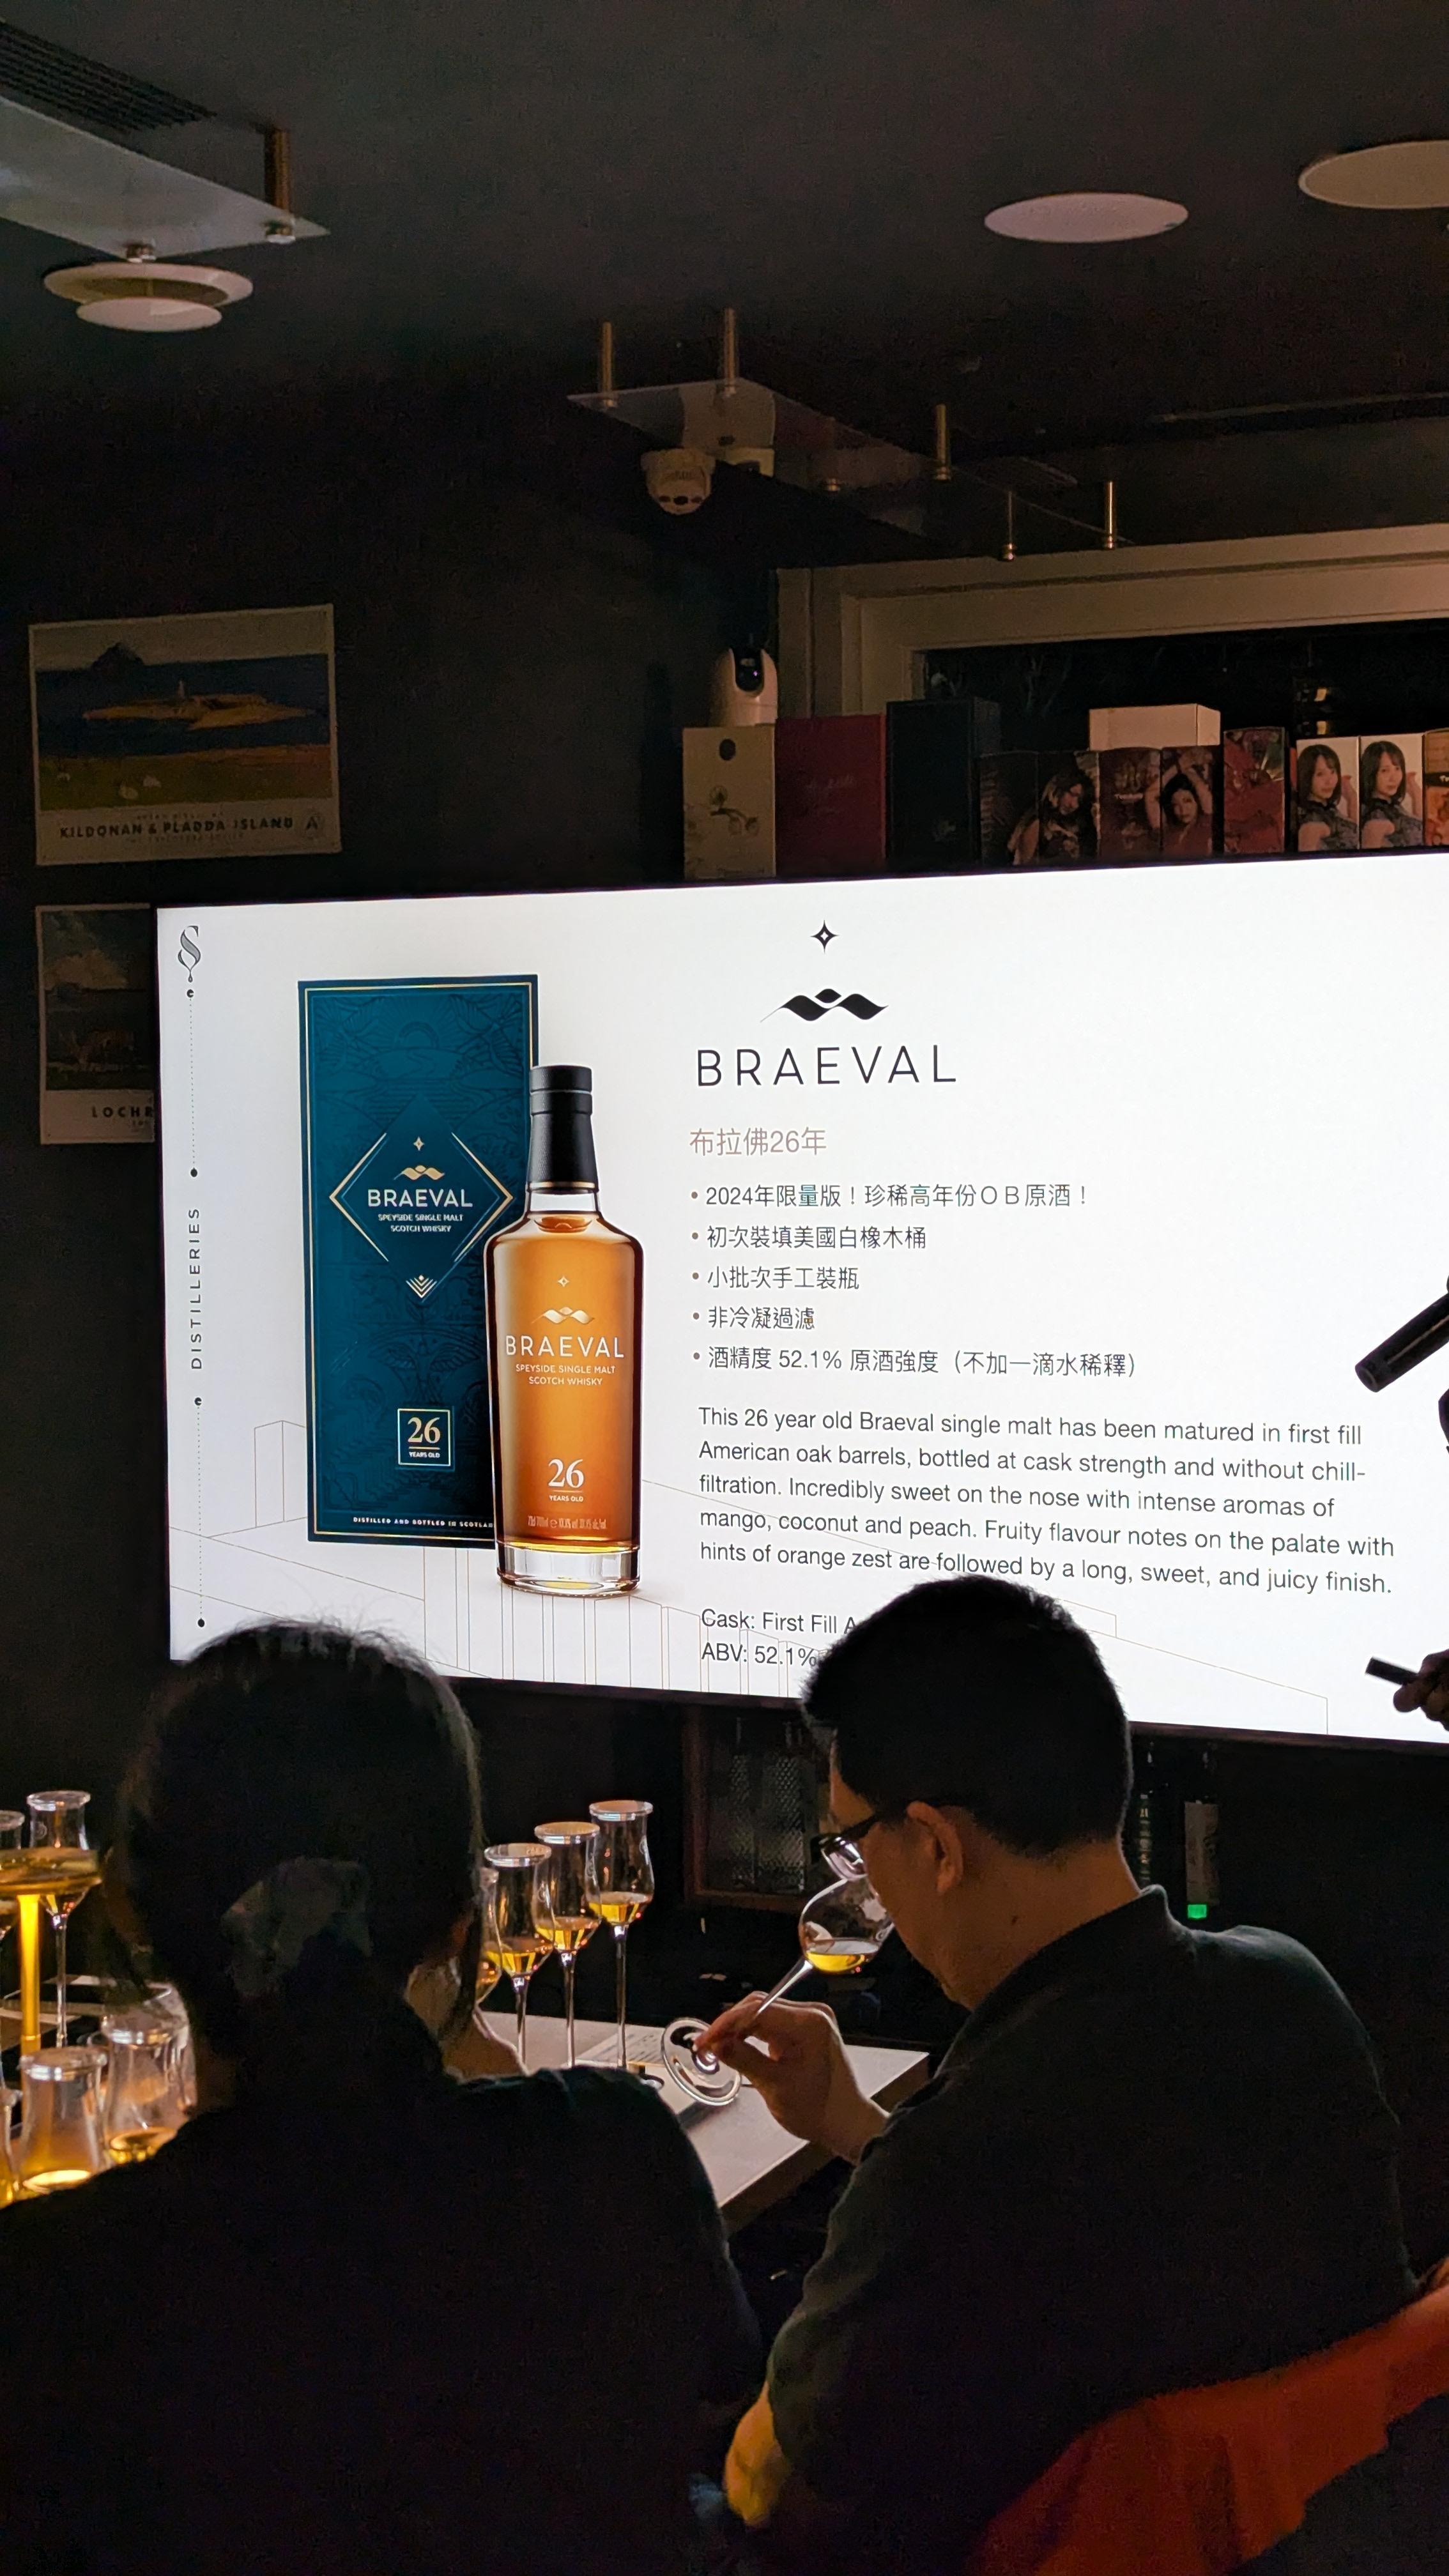 KILDONAN & PLADDA ISLAND
LOCHR
DISTILLERIES
BRAEVAL
SPEYSIDE SINGLE MALT
SCOTCH WHISKY
26
YEARS OLD
DISTILLED AND BOTTLED IN SCOTLAN
BRAEVAL
SPEYSIDE SINGLE MALT
SCOTCH WHISKY
26
YEARS OLD
BRAEVAL
布拉佛26年
• 2024年限量版！珍稀高年份ＯＢ原酒！
• 初次裝填美國白橡木桶
• 小批次手工裝瓶
• 非冷凝過濾
• 酒精度 52.1% 原酒強度（不加一滴水稀釋）
This 26 year old Braeval single malt has been matured in first fill
American oak barrels, bottled at cask strength and without chill-
filtration. Incredibly sweet on the nose with intense aromas of
mango, coconut and peach. Fruity flavour notes on the palate with
hints of orange zest are followed by a long, sweet, and juicy finish.
Cask: First Fill A
ABV: 52.1%